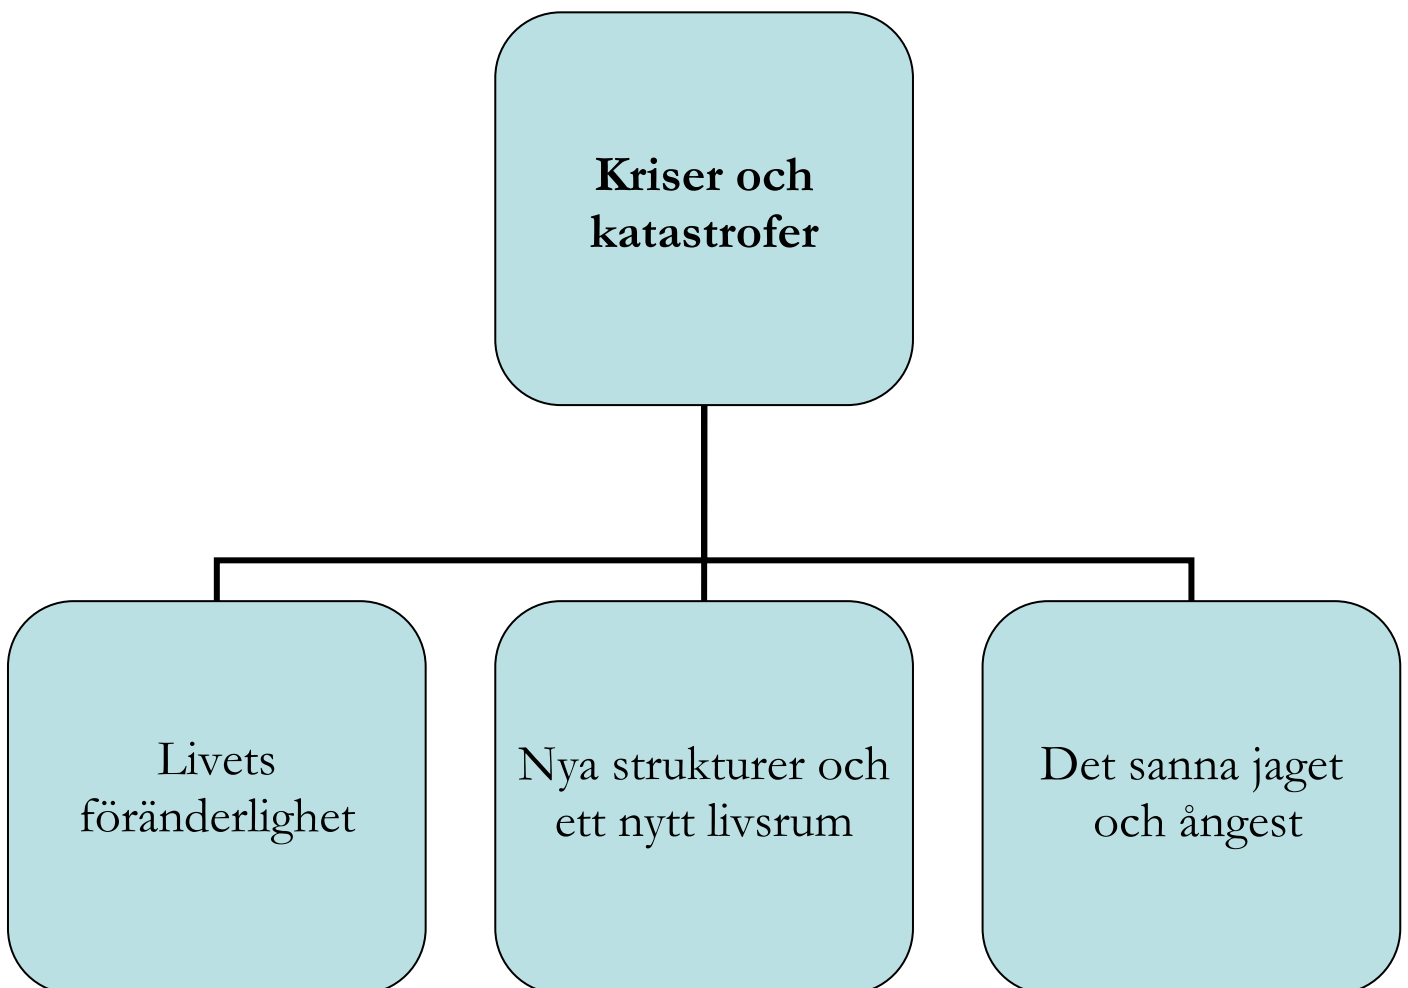 Kriser och
katastrofer
Livets
föränderlighet
Nya strukturer och
ett nytt livsrum
Det sanna jaget
och ångest